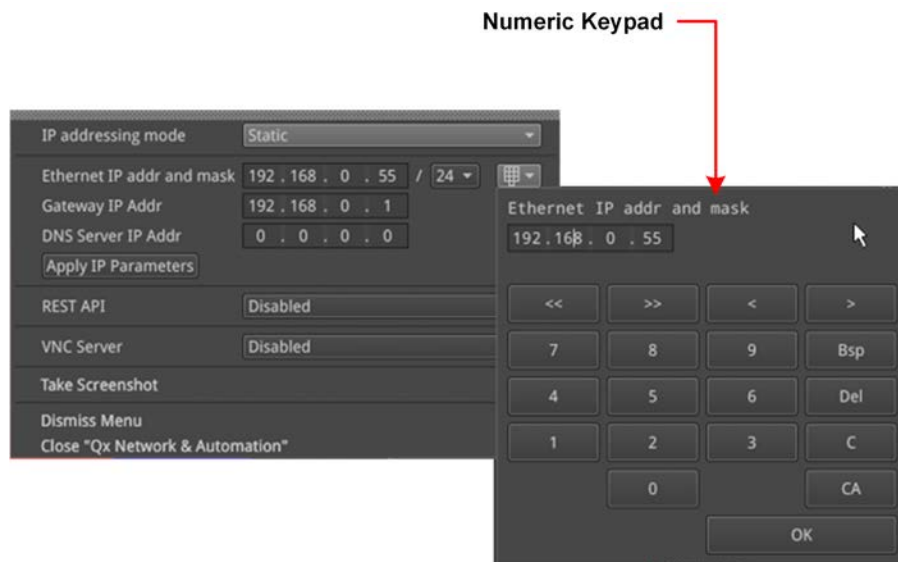 Numeric Keypad
IP addressing mode Static
Ethernet IP addr and mask 192 . 168 . 0 . 55 / 24
Gateway IP Addr 192 . 168 . 0 . 1
DNS Server IP Addr 0 . 0 . 0 . 0
Apply IP Parameters
REST API Disabled
VNC Server Disabled
Take Screenshot
Dismiss Menu
Close "Qx Network & Automation"
Ethernet IP addr and mask
192 . 168 . 0 . 55
<< >> < >
7 8 9 Bsp
4 5 6 Del
1 2 3 C
0 CA
OK